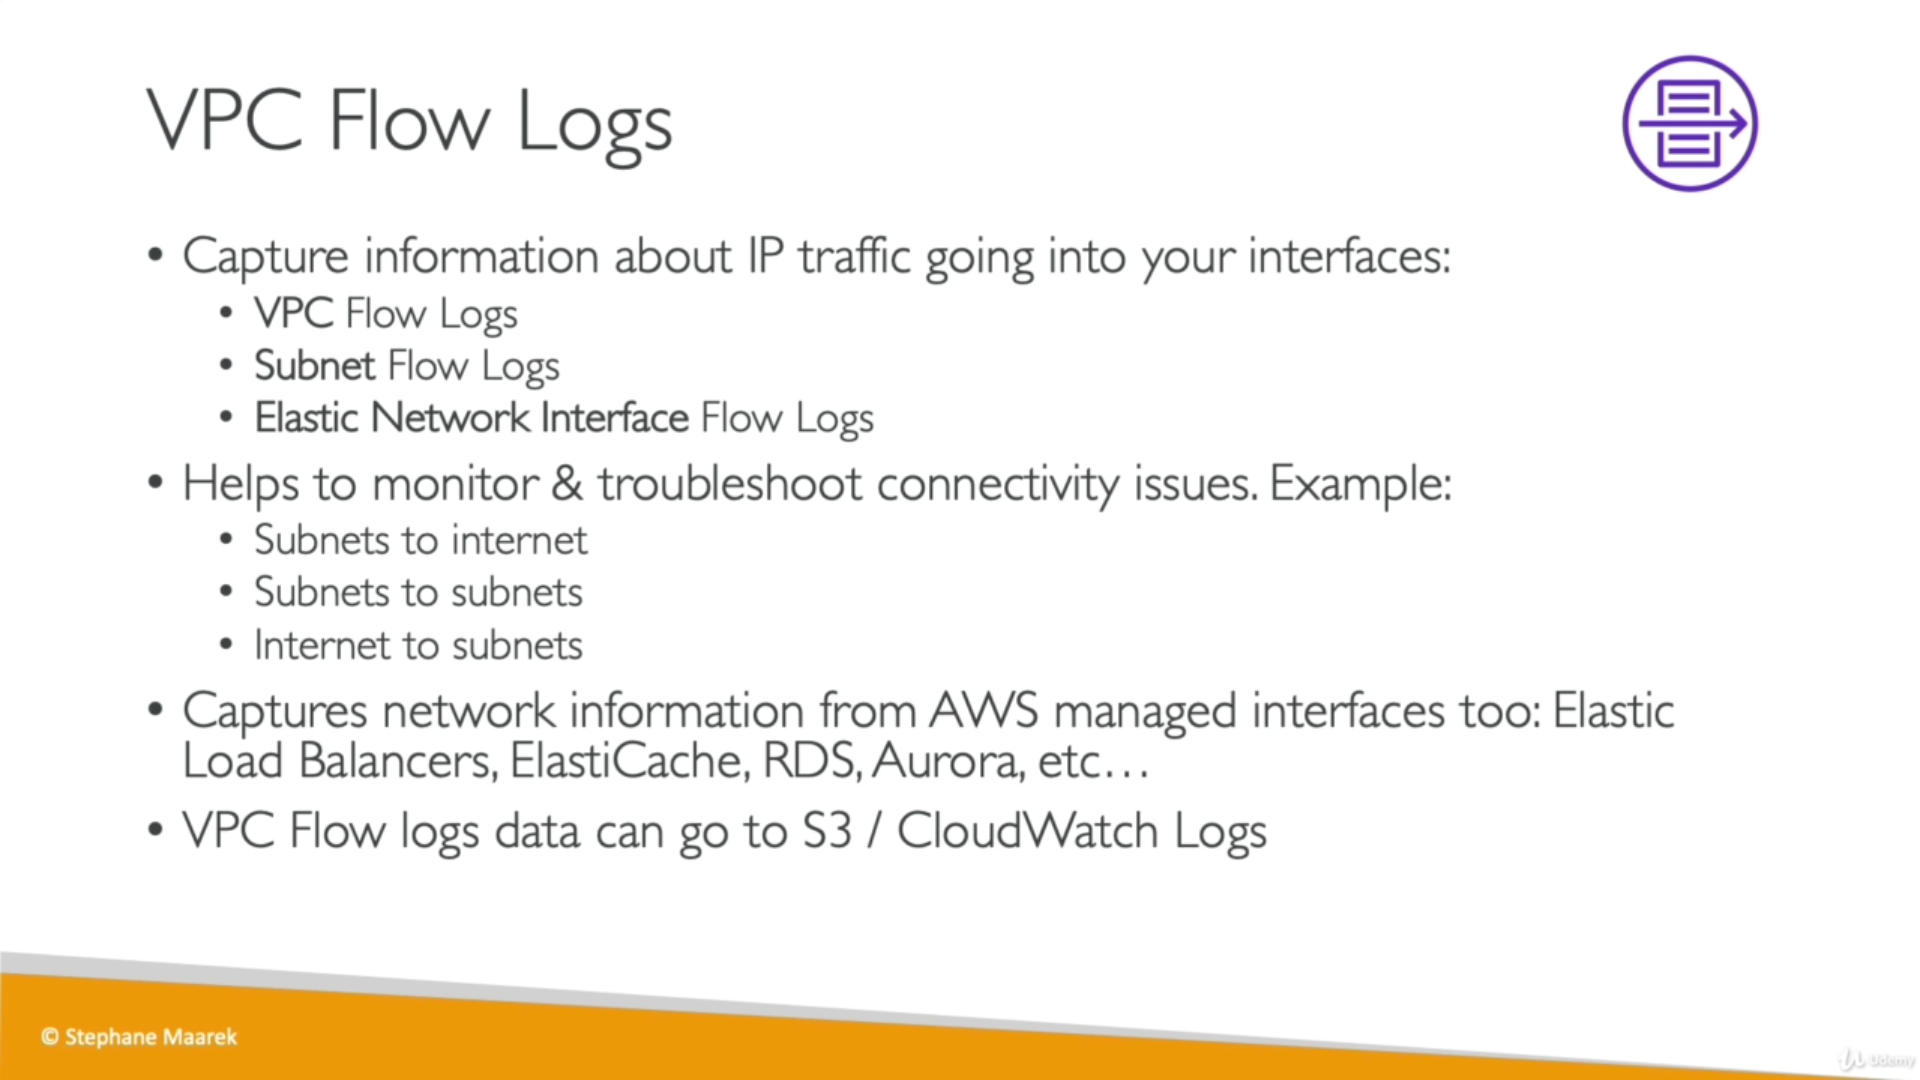 VPC Flow Logs
• Capture information about IP traffic going into your interfaces:
• VPC Flow Logs
• Subnet Flow Logs
• Elastic Network Interface Flow Logs
• Helps to monitor & troubleshoot connectivity issues. Example:
• Subnets to internet
• Subnets to subnets
• Internet to subnets
• Captures network information from AWS managed interfaces too: Elastic
Load Balancers, ElastiCache, RDS, Aurora, etc…
• VPC Flow logs data can go to S3 / CloudWatch Logs
© Stephane Maarek
Udemy